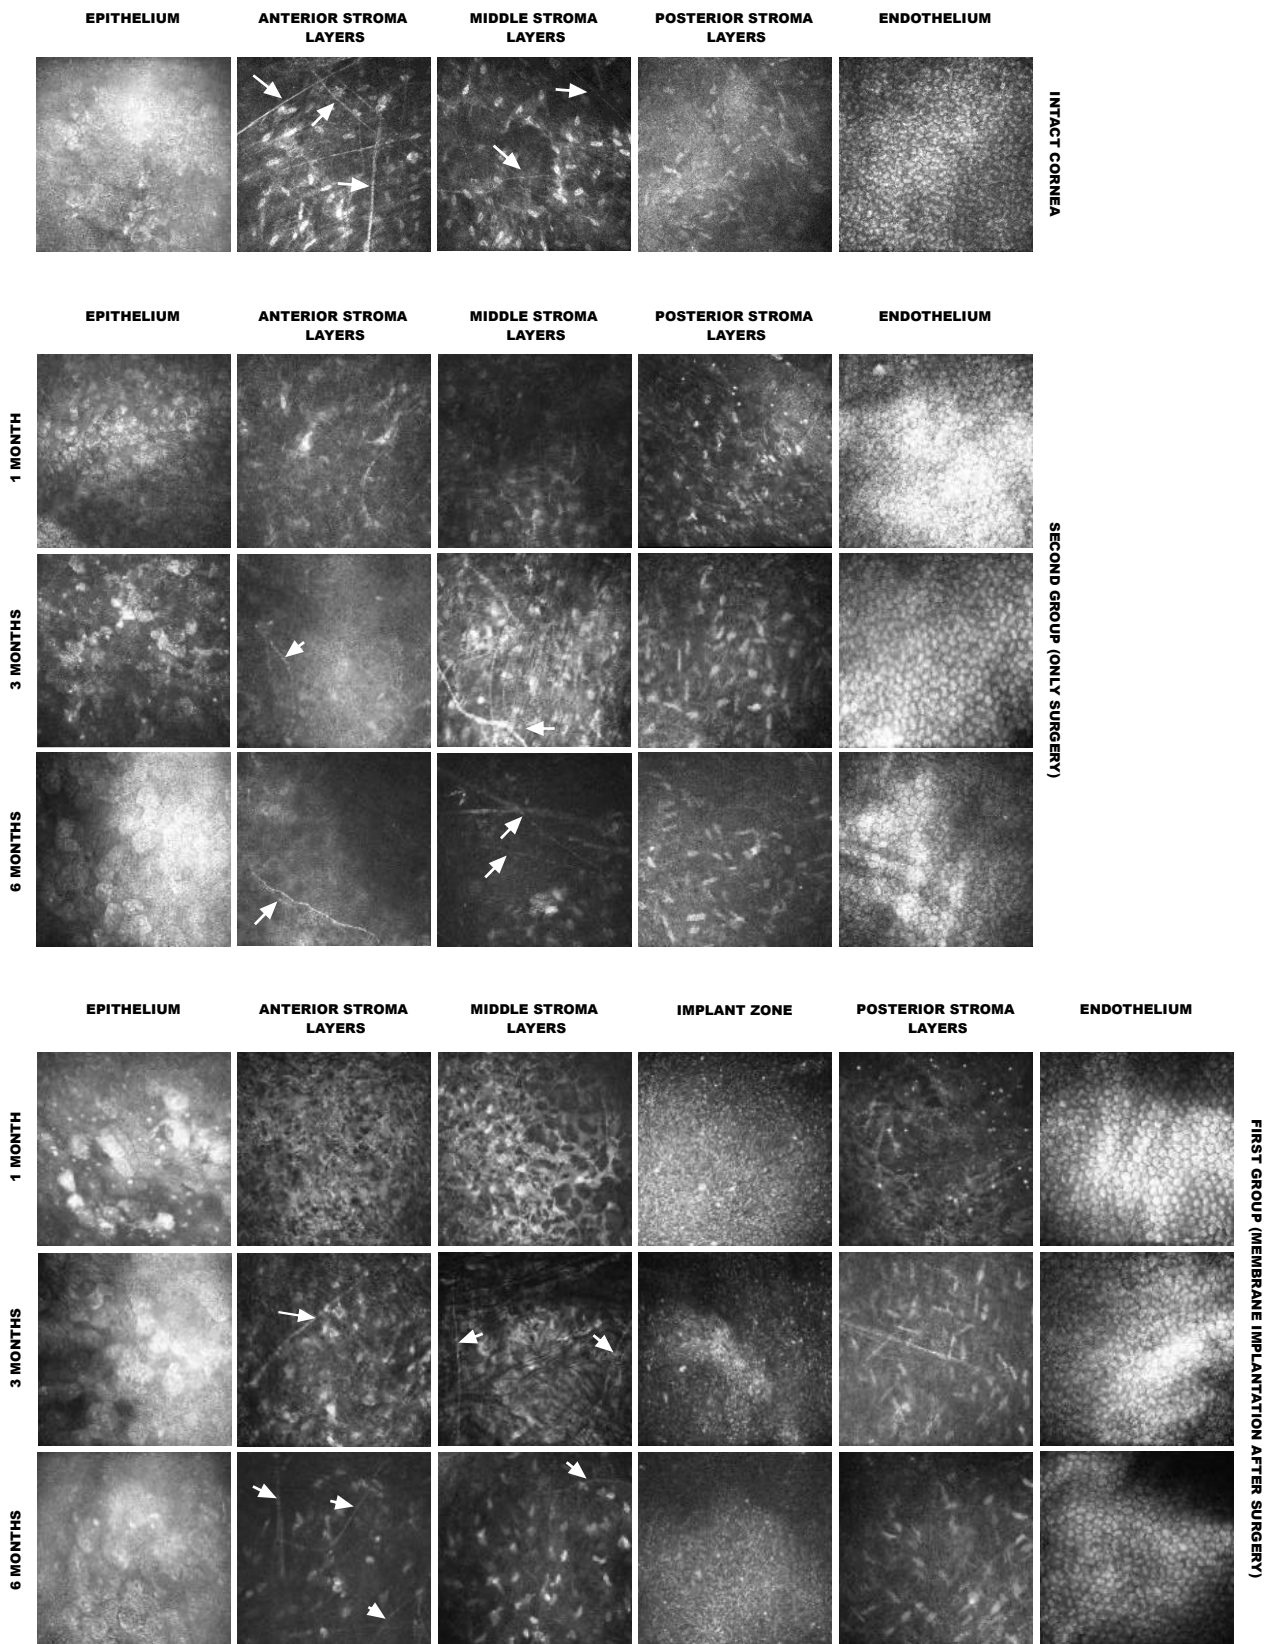 EPITHELIUM
ANTERIOR STROMA
LAYERS
MIDDLE STROMA
LAYERS
POSTERIOR STROMA
LAYERS
ENDOTHELIUM
INTACT CORNEA
EPITHELIUM
ANTERIOR STROMA
LAYERS
MIDDLE STROMA
LAYERS
POSTERIOR STROMA
LAYERS
ENDOTHELIUM
1 MONTH
3 MONTHS
6 MONTHS
SECOND GROUP (ONLY SURGERY)
EPITHELIUM
ANTERIOR STROMA
LAYERS
MIDDLE STROMA
LAYERS
IMPLANT ZONE
POSTERIOR STROMA
LAYERS
ENDOTHELIUM
1 MONTH
3 MONTHS
6 MONTHS
FIRST GROUP (MEMBRANE IMPLANTATION AFTER SURGERY)